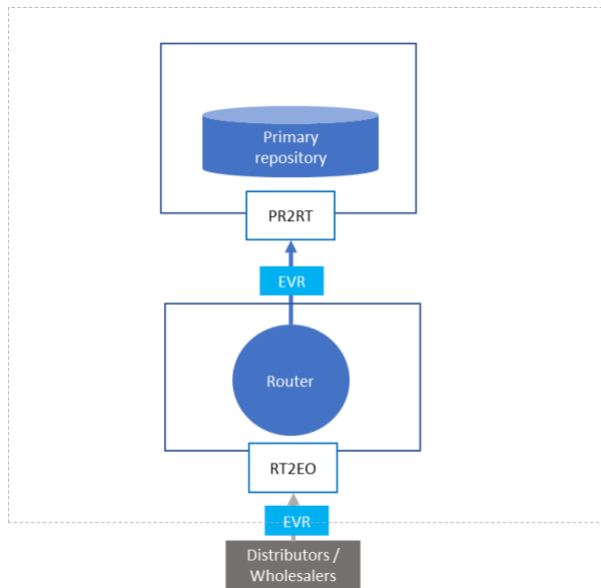 Primary
repository
PR2RT
EVR
Router
RT2EO
EVR
Distributors /
Wholesalers